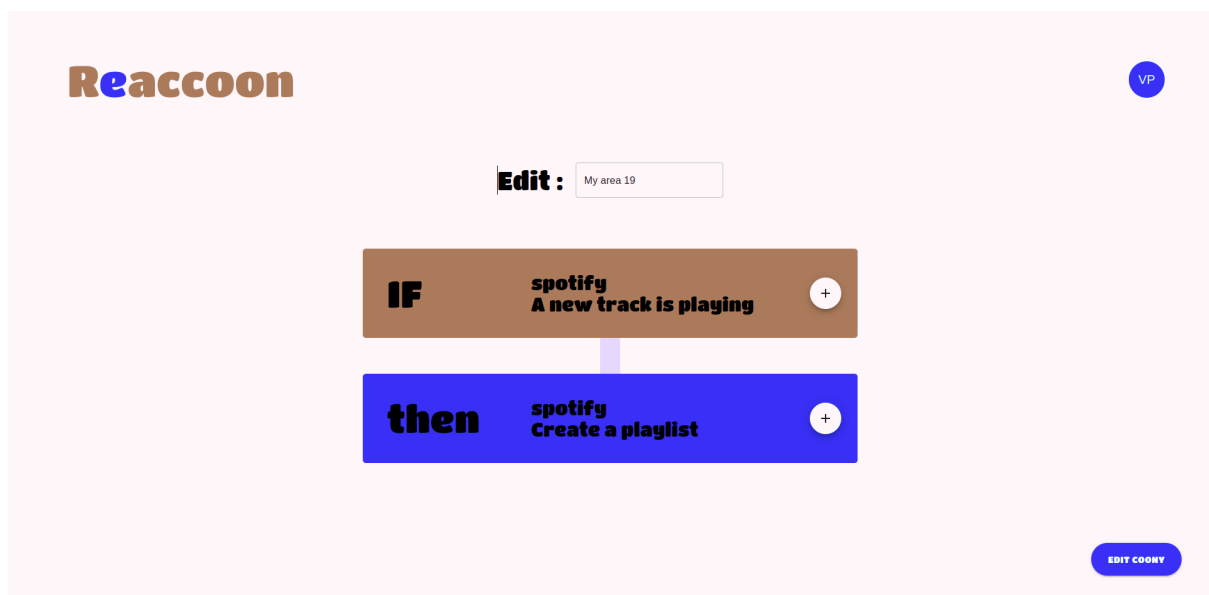 Reaccoon
VP
Edit :
My area 19
IF
spotify
A new track is playing
+
then
spotify
Create a playlist
+
EDIT COONY